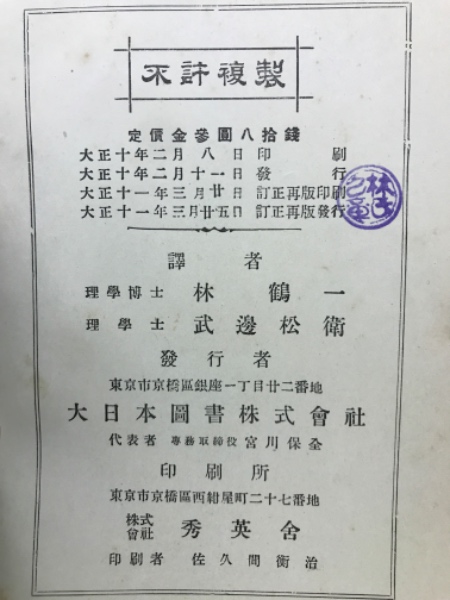 不許複製
定價金參圓八拾錢
大正十年二月八日印刷
大正十年二月十一日發行
大正十一年三月廿日訂正再版印刷
大正十一年三月廿五日訂正再版發行
譯者
理學博士 林鶴一
理學士 武邊松衞
發行者
東京市京橋區銀座一丁目廿二番地
大日本圖書株式會社
代表者 專務取締役 宮川保全
印刷所
東京市京橋區西紺屋町二十七番地
株式會社 秀英舍
印刷者 佐久間衡治